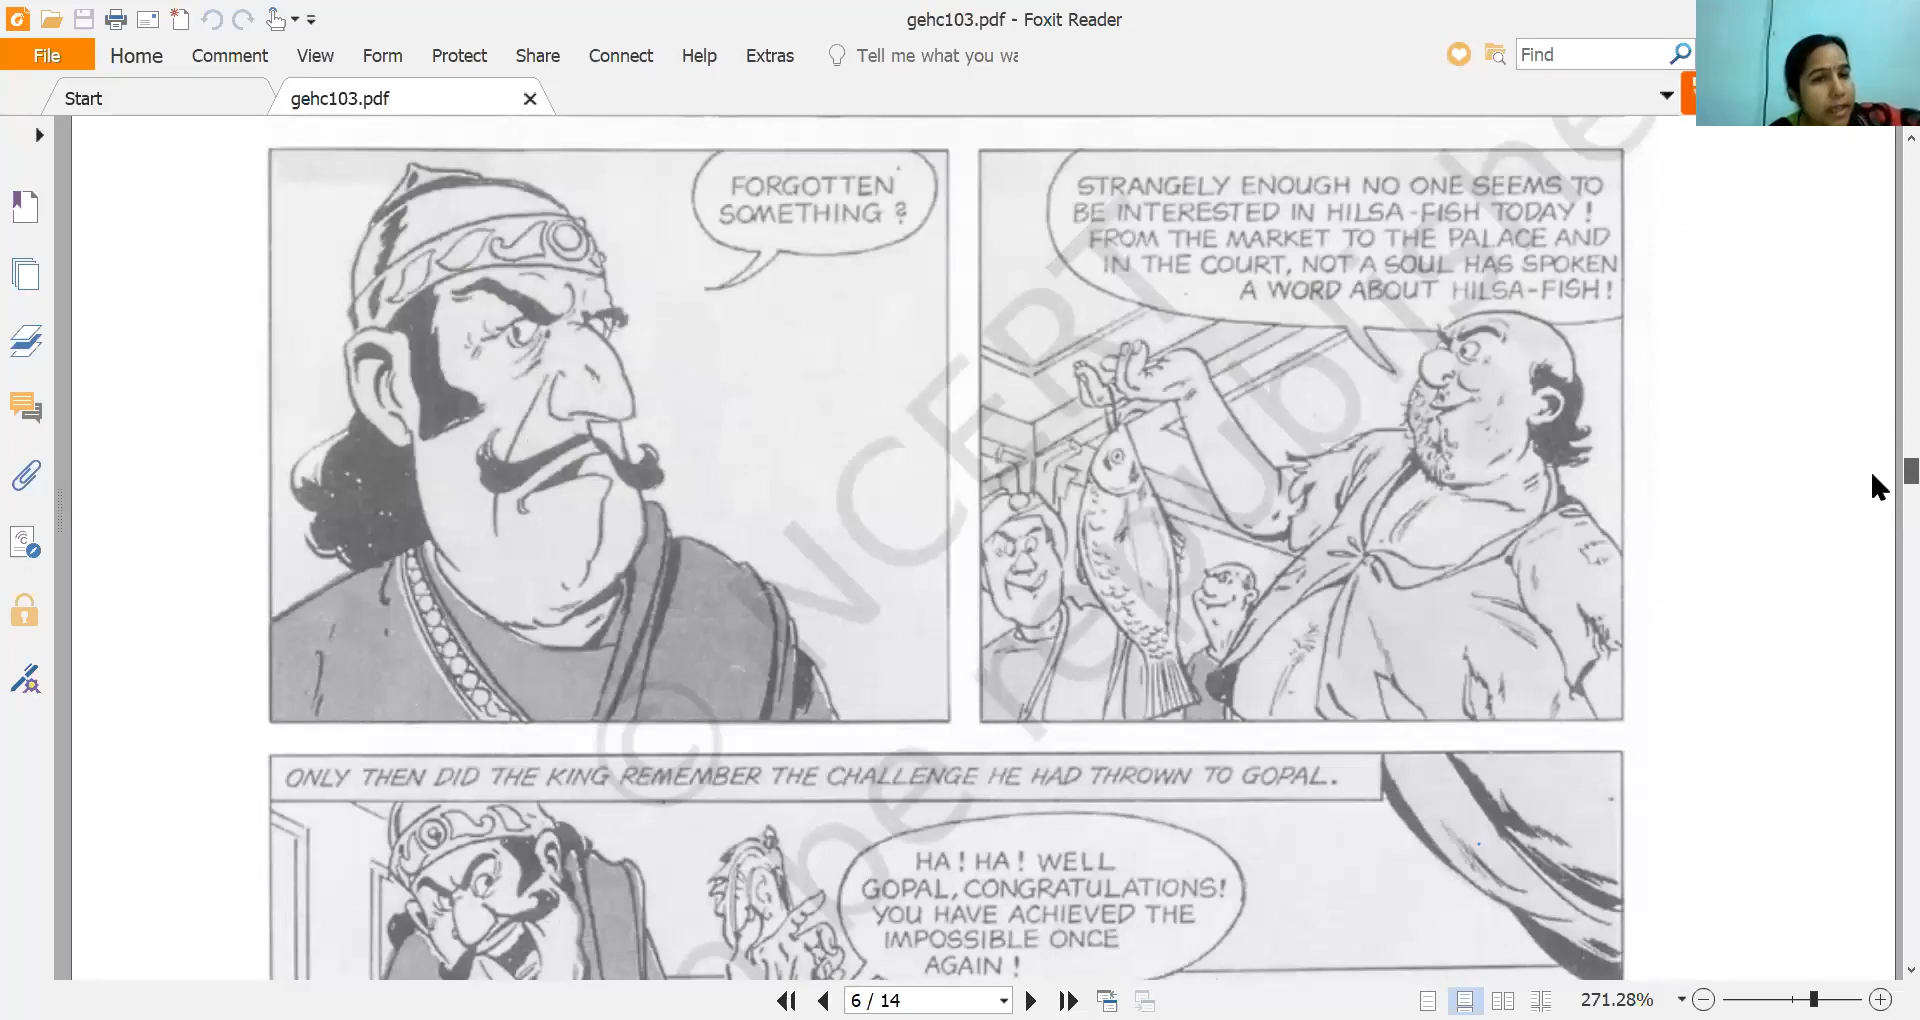 gehc103.pdf - Foxit Reader
File Home Comment View Form Protect Share Connect Help Extras Tell me what you wa Find
Start gehc103.pdf
FORGOTTEN
SOMETHING ?
STRANGELY ENOUGH NO ONE SEEMS TO
BE INTERESTED IN HILSA-FISH TODAY !
FROM THE MARKET TO THE PALACE AND
IN THE COURT, NOT A SOUL HAS SPOKEN
A WORD ABOUT HILSA-FISH !
ONLY THEN DID THE KING REMEMBER THE CHALLENGE HE HAD THROWN TO GOPAL.
HA ! HA ! WELL
GOPAL, CONGRATULATIONS!
YOU HAVE ACHIEVED THE
IMPOSSIBLE ONCE
AGAIN !
© NCERT
be republishe
6 / 14
271.28%